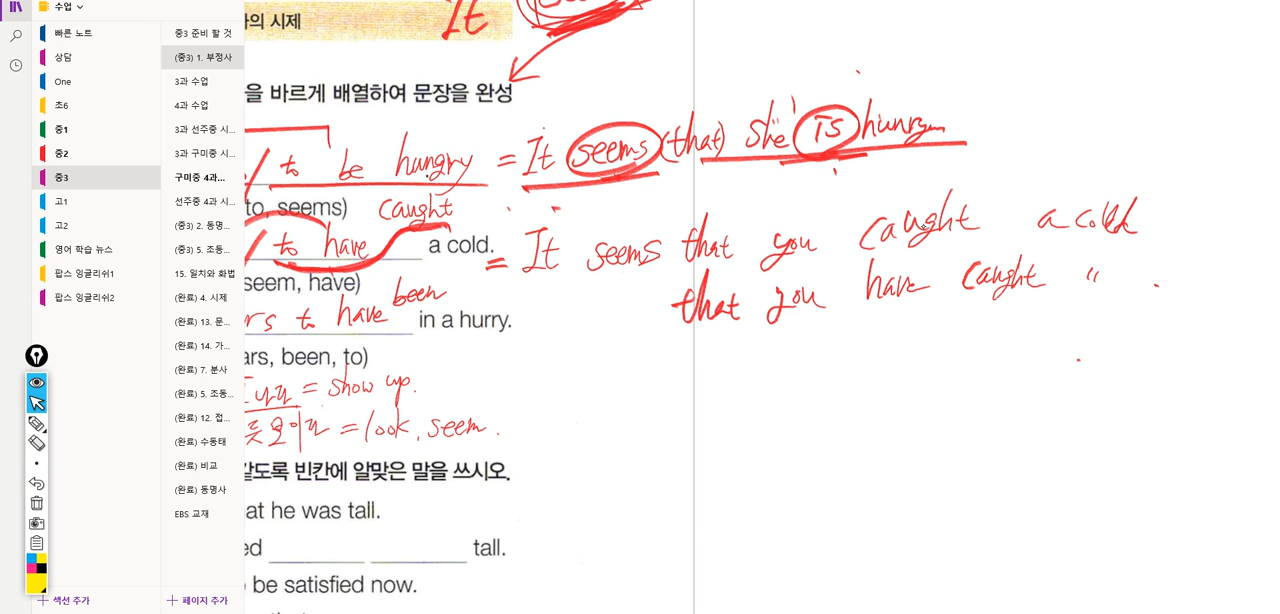 수업
빠른 노트
상담
One
초6
중1
중2
중3
고1
고2
영어 학습 뉴스
팝스 잉글리쉬1
팝스 잉글리쉬2
섹션 추가
중3 준비 할 것
(중3) 1. 부정사
3과 수업
4과 수업
3과 선주중 시...
3과 구미중 시...
구미중 4과...
선주중 4과 시...
(중3) 2. 동명...
(중3) 5. 조동...
15. 일치와 화법
(완료) 4. 시제
(완료) 13. 문...
(완료) 14. 가...
(완료) 7. 분사
(완료) 5. 조동...
(완료) 12. 접...
(완료) 수동태
(완료) 비교
(완료) 동명사
EBS 교재
페이지 추가
의 시제
It
을 바르게 배열하여 문장을 완성
to be hungry = It seems (that) she is hungry
to, seems)
caught
to have a cold. = It seems that you caught a cold
seem, have)
that you have caught "
rs to have been in a hurry.
ars, been, to)
= show up.
= look, seem.
같도록 빈칸에 알맞은 말을 쓰시오.
at he was tall.
ed tall.
be satisfied now.